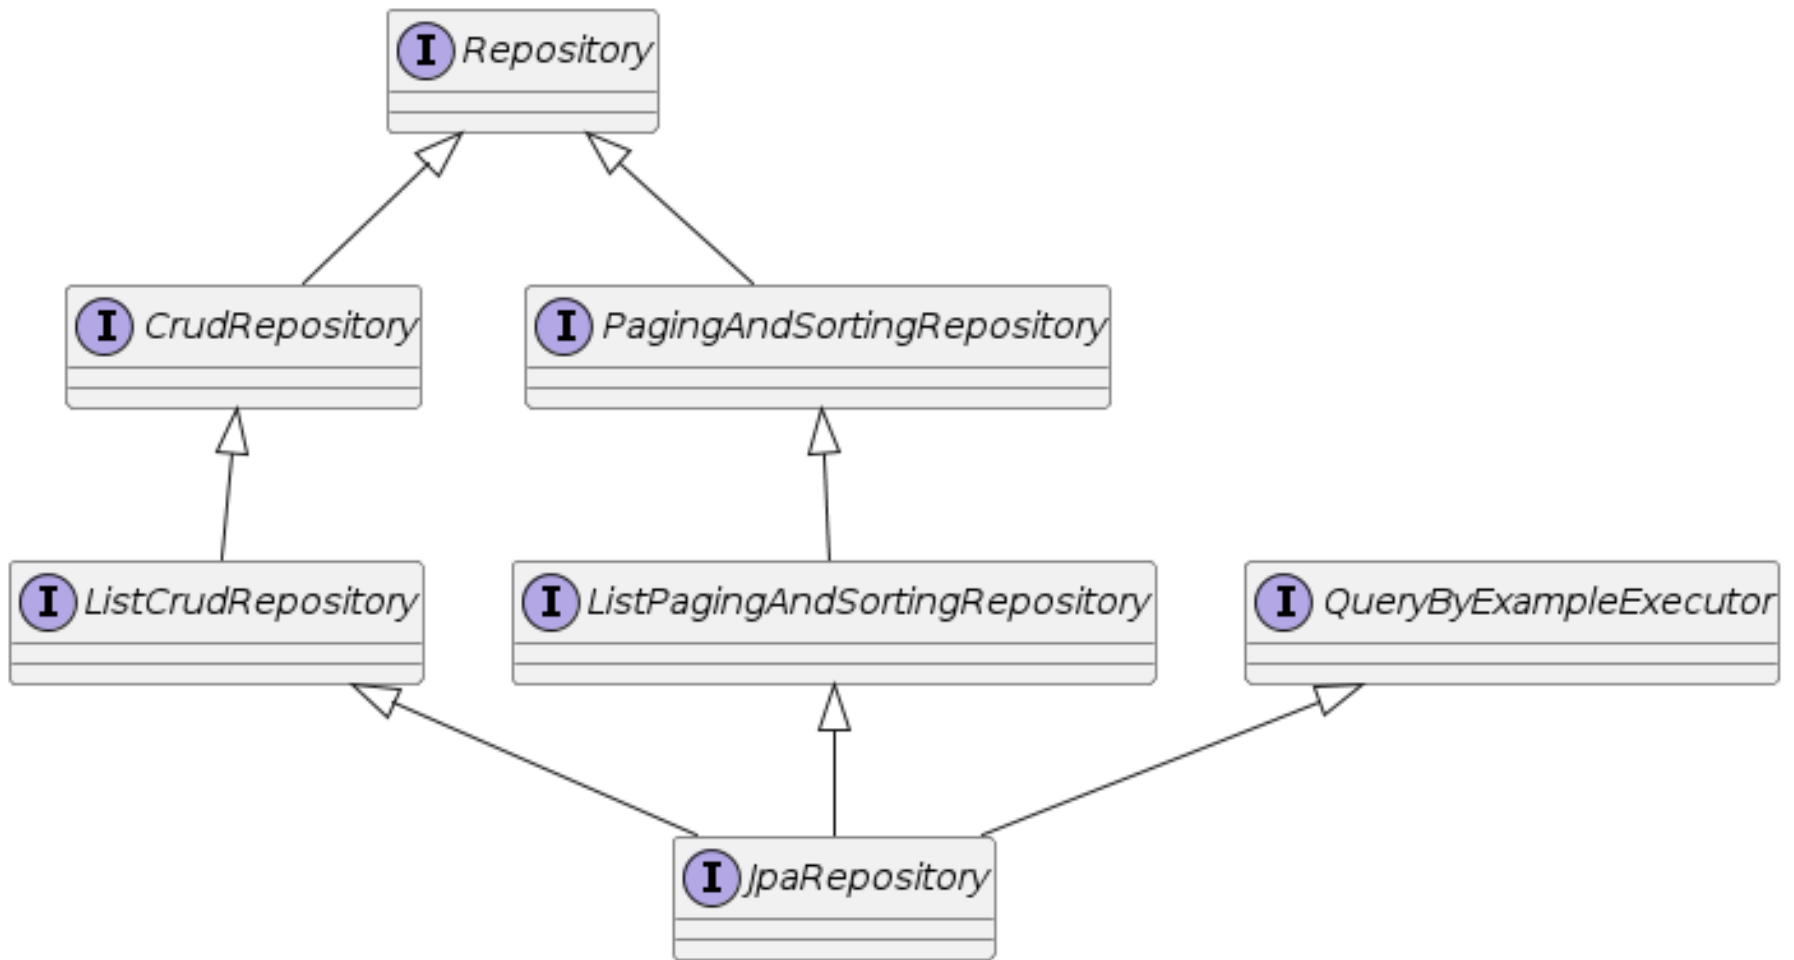 I Repository
I CrudRepository
I PagingAndSortingRepository
I ListCrudRepository
I ListPagingAndSortingRepository
I QueryByExampleExecutor
I JpaRepository